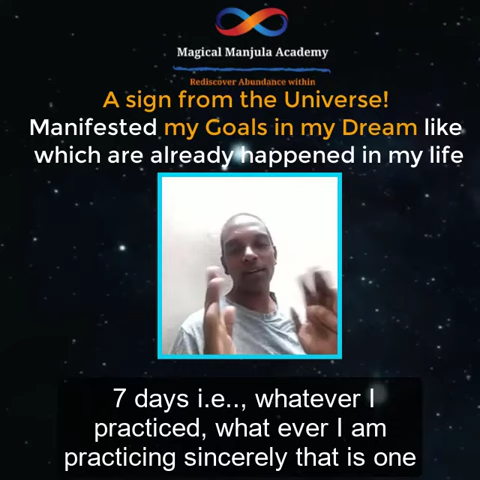 Magical Manjula Academy
Rediscover Abundance within
A sign from the Universe!
Manifested my Goals in my Dream like
which are already happened in my life
7 days i.e.., whatever I
practiced, what ever I am
practicing sincerely that is one